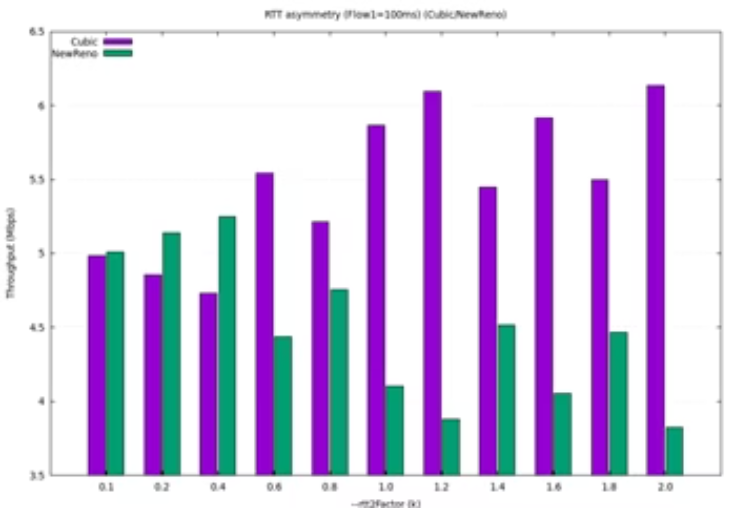 RTT asymmetry (Flow1=100ms) (Cubic/NewReno)
6.5
Cubic
NewReno
6
5.5
Throughput (Mbps)
5
4.5
4
3.5
0.1 0.2 0.4 0.6 0.8 1.0 1.2 1.4 1.6 1.8 2.0
--rtt2Factor (k)